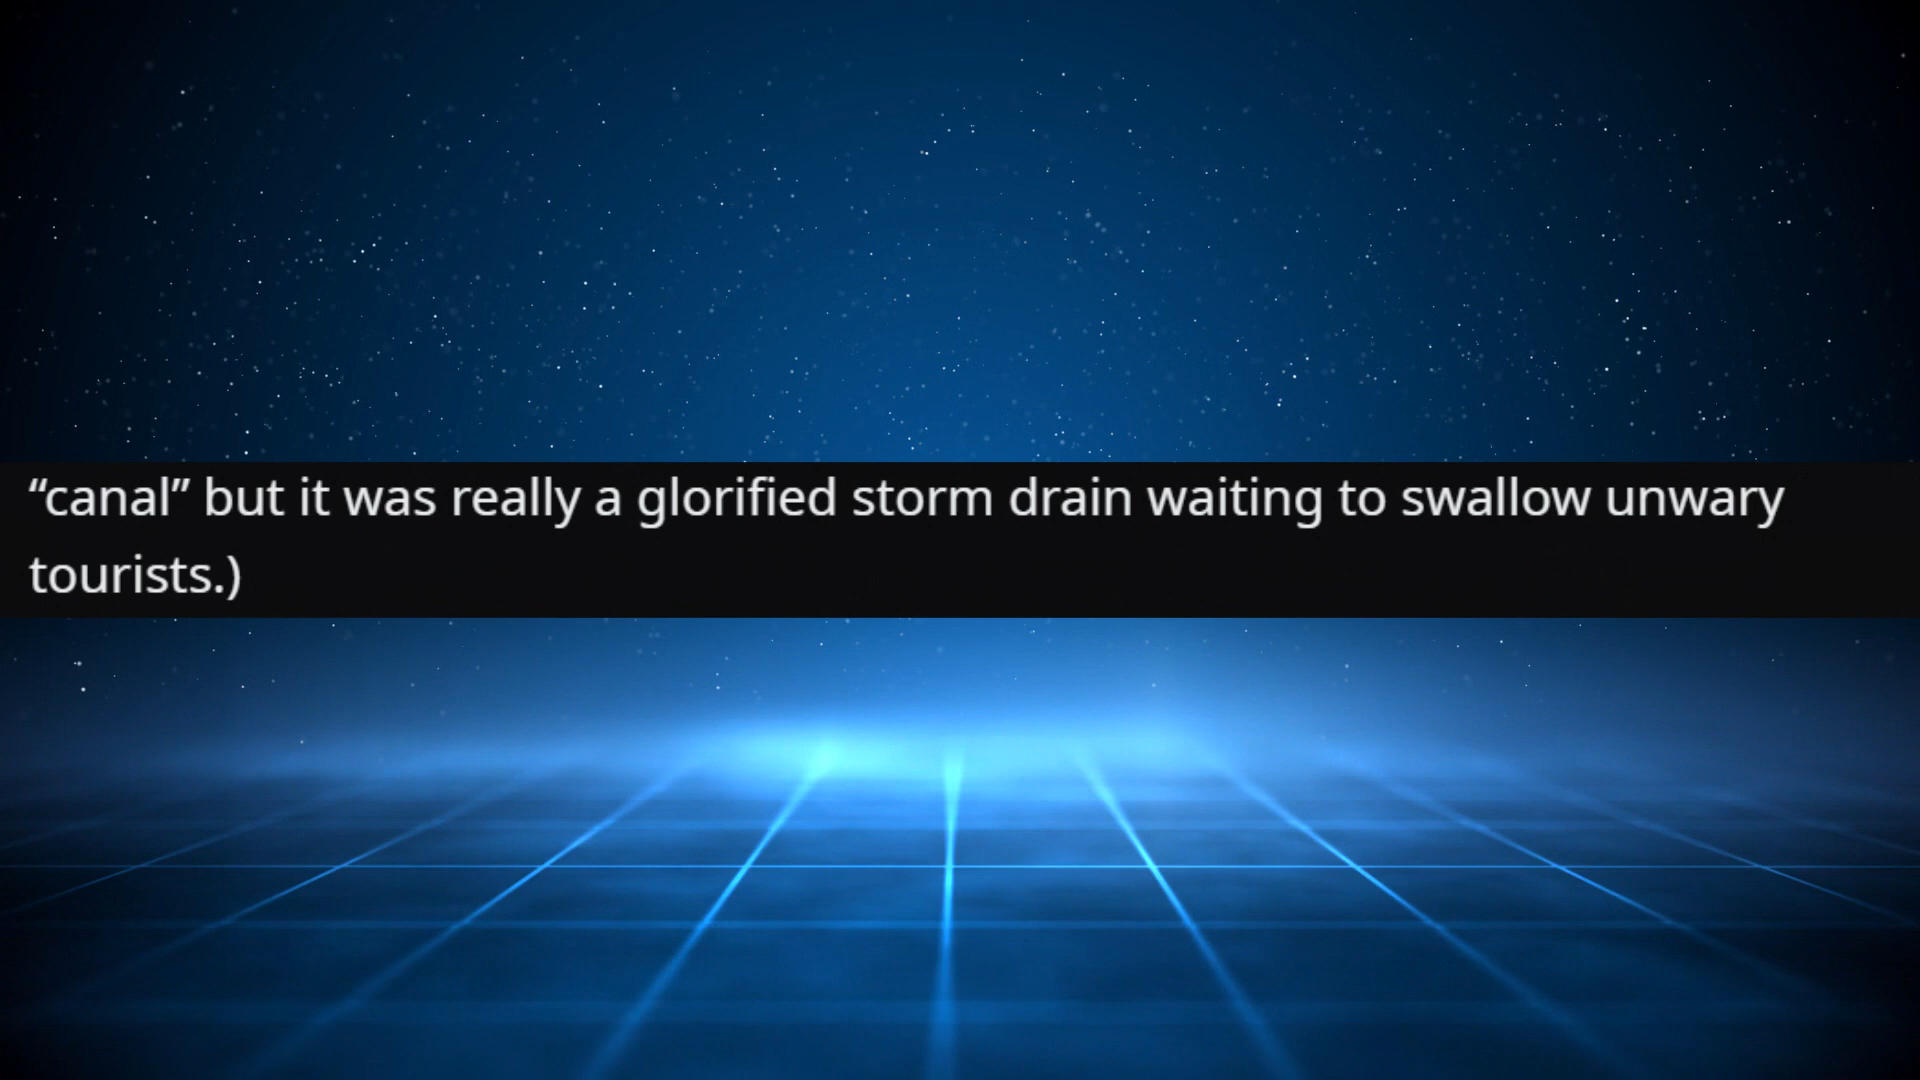 “canal” but it was really a glorified storm drain waiting to swallow unwary
tourists.)